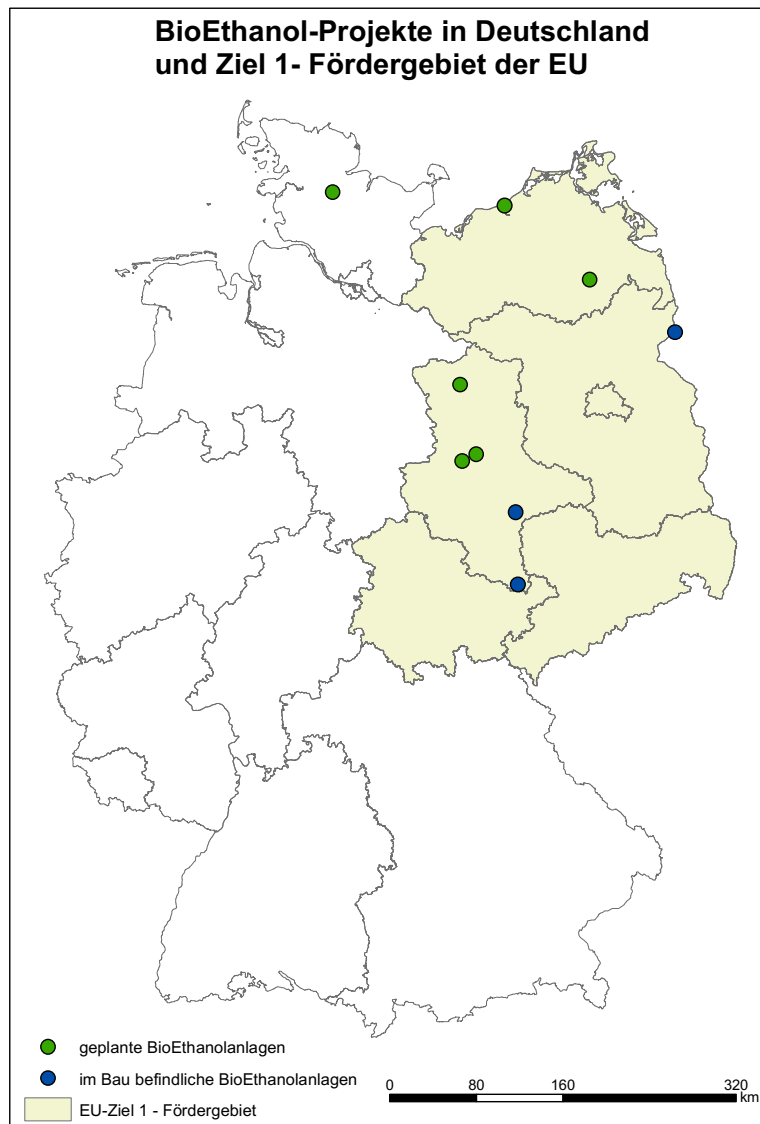 BioEthanol-Projekte in Deutschland
und Ziel 1- Fördergebiet der EU
geplante BioEthanolanlagen
im Bau befindliche BioEthanolanlagen
EU-Ziel 1 - Fördergebiet
0 80 160 320
km